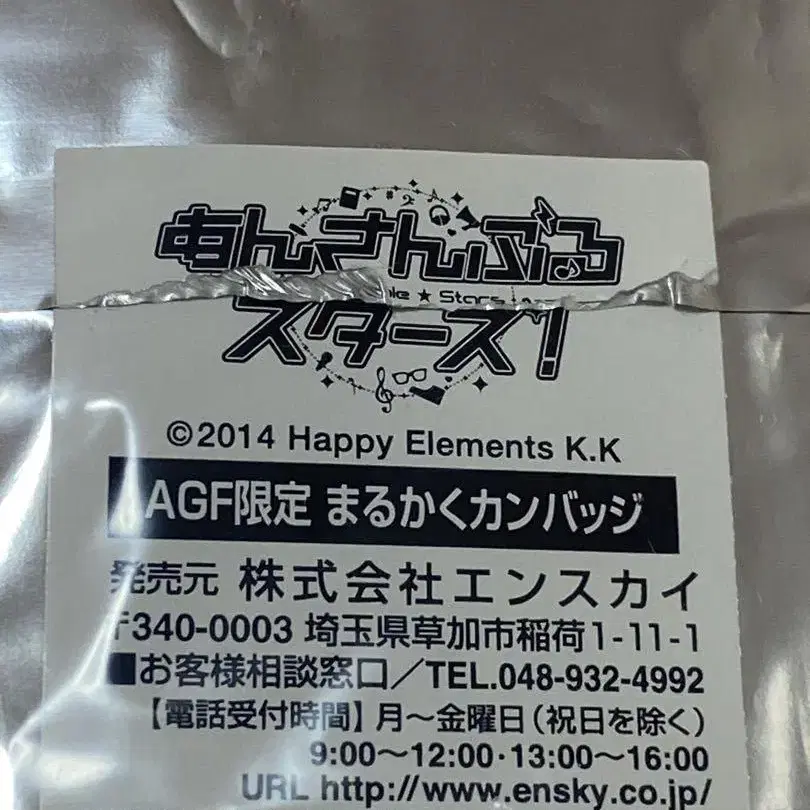 あんさんぶる
★ Stars
スターズ!
©2014 Happy Elements K.K
AGF限定 まるかくカンバッジ
発売元 株式会社エンスカイ
〒340-0003 埼玉県草加市稲荷1-11-1
■お客様相談窓口/TEL.048-932-4992
【電話受付時間】月〜金曜日(祝日を除く)
9:00〜12:00・13:00〜16:00
URL http://www.ensky.co.jp/